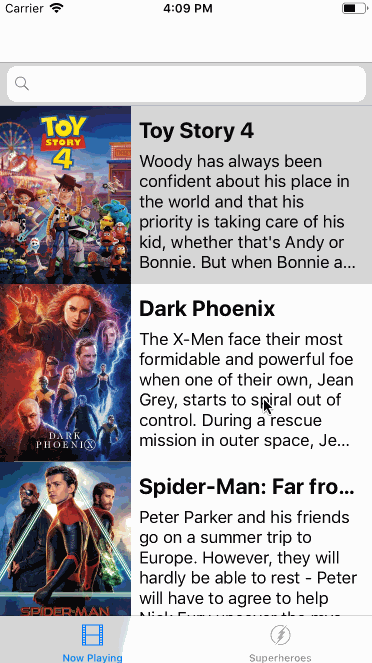 Carrier
4:09 PM
TOY
STORY
4
Toy Story 4
Woody has always been
confident about his place in
the world and that his
priority is taking care of his
kid, whether that's Andy or
Bonnie. But when Bonnie a...
DARK
PHOENIX
Dark Phoenix
The X-Men face their most
formidable and powerful foe
when one of their own, Jean
Grey, starts to spiral out of
control. During a rescue
mission in outer space, Je...
SPIDER-MAN
Spider-Man: Far fro...
Peter Parker and his friends
go on a summer trip to
Europe. However, they will
hardly be able to rest - Peter
will have to agree to help
Nick Fury uncover the mys
Now Playing
Superheroes